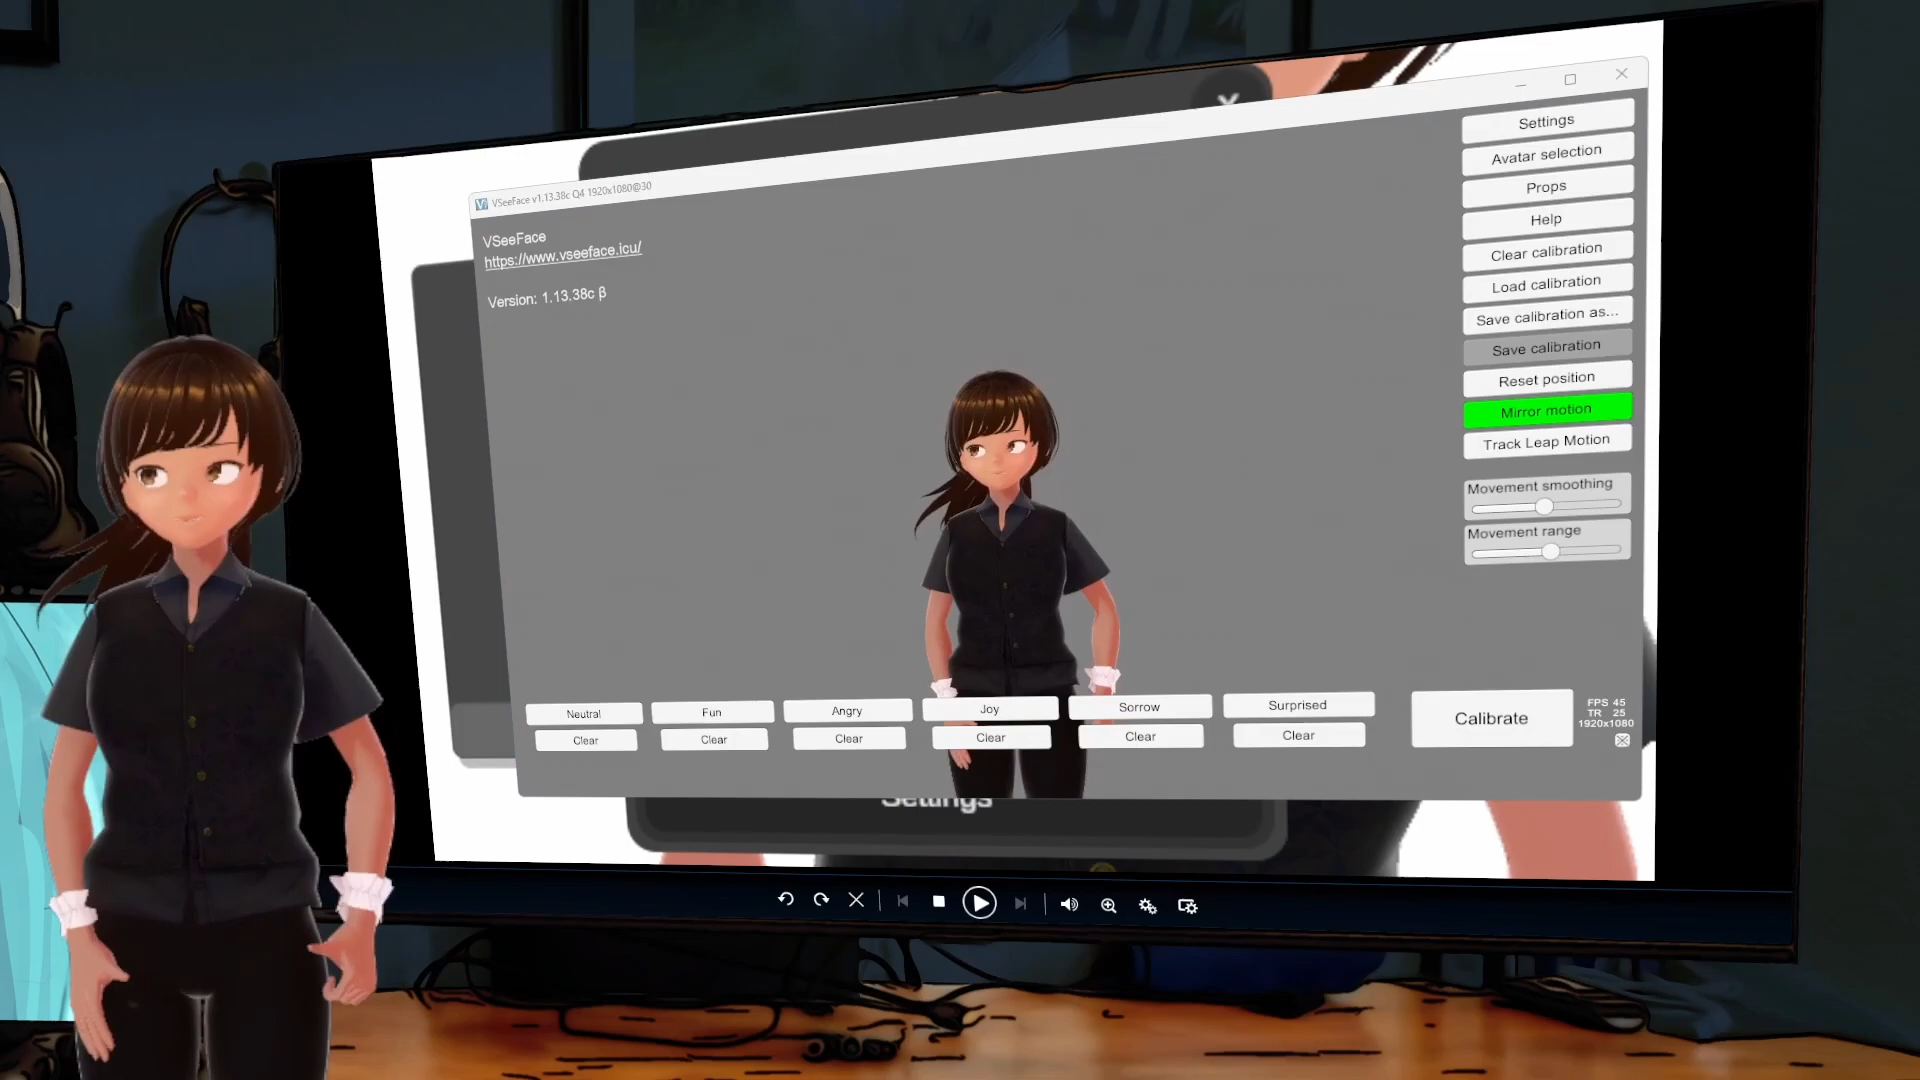 VSeeFace v1.13.38c Q4 1920x1080@30
VSeeFace
https://www.vseeface.icu/
Version: 1.13.38c β
Settings
Avatar selection
Props
Help
Clear calibration
Load calibration
Save calibration as...
Save calibration
Reset position
Mirror motion
Track Leap Motion
Movement smoothing
Movement range
Neutral
Fun
Angry
Joy
Sorrow
Surprised
Clear
Clear
Clear
Clear
Clear
Clear
Calibrate
FPS 45
TR 25
1920x1080
Settings